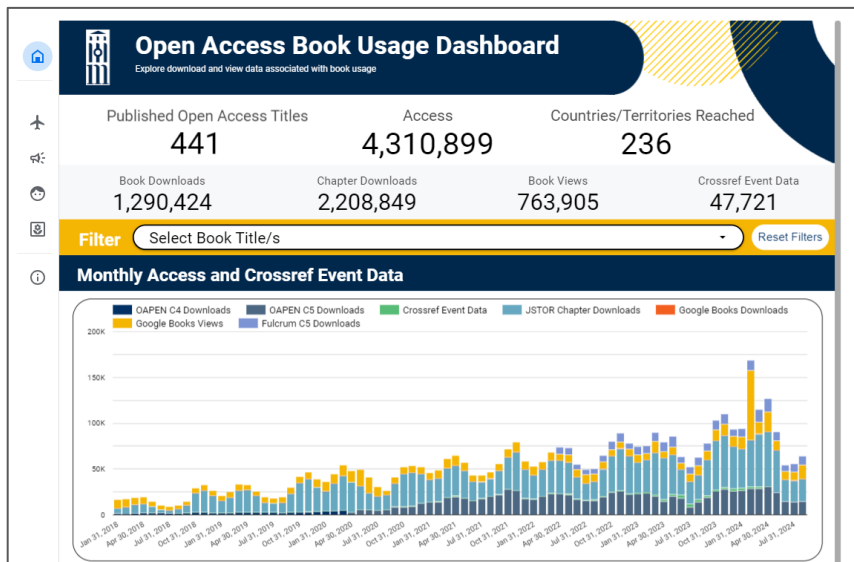 Open Access Book Usage Dashboard
Explore download and view data associated with book usage
Published Open Access Titles Access Countries/Territories Reached
441 4,310,899 236
Book Downloads Chapter Downloads Book Views Crossref Event Data
1,290,424 2,208,849 763,905 47,721
Filter Select Book Title/s Reset Filters
Monthly Access and Crossref Event Data
OAPEN C4 Downloads OAPEN C5 Downloads Crossref Event Data JSTOR Chapter Downloads Google Books Downloads
Google Books Views Fulcrum C5 Downloads
200K
150K
100K
50K
0
Jan 31, 2018 Apr 30, 2018 Jul 31, 2018 Oct 31, 2018 Jan 31, 2019 Apr 30, 2019 Jul 31, 2019 Oct 31, 2019 Jan 31, 2020 Apr 30, 2020 Jul 31, 2020 Oct 31, 2020 Jan 31, 2021 Apr 30, 2021 Jul 31, 2021 Oct 31, 2021 Jan 31, 2022 Apr 30, 2022 Jul 31, 2022 Oct 31, 2022 Jan 31, 2023 Apr 30, 2023 Jul 31, 2023 Oct 31, 2023 Jan 31, 2024 Apr 30, 2024 Jul 31, 2024